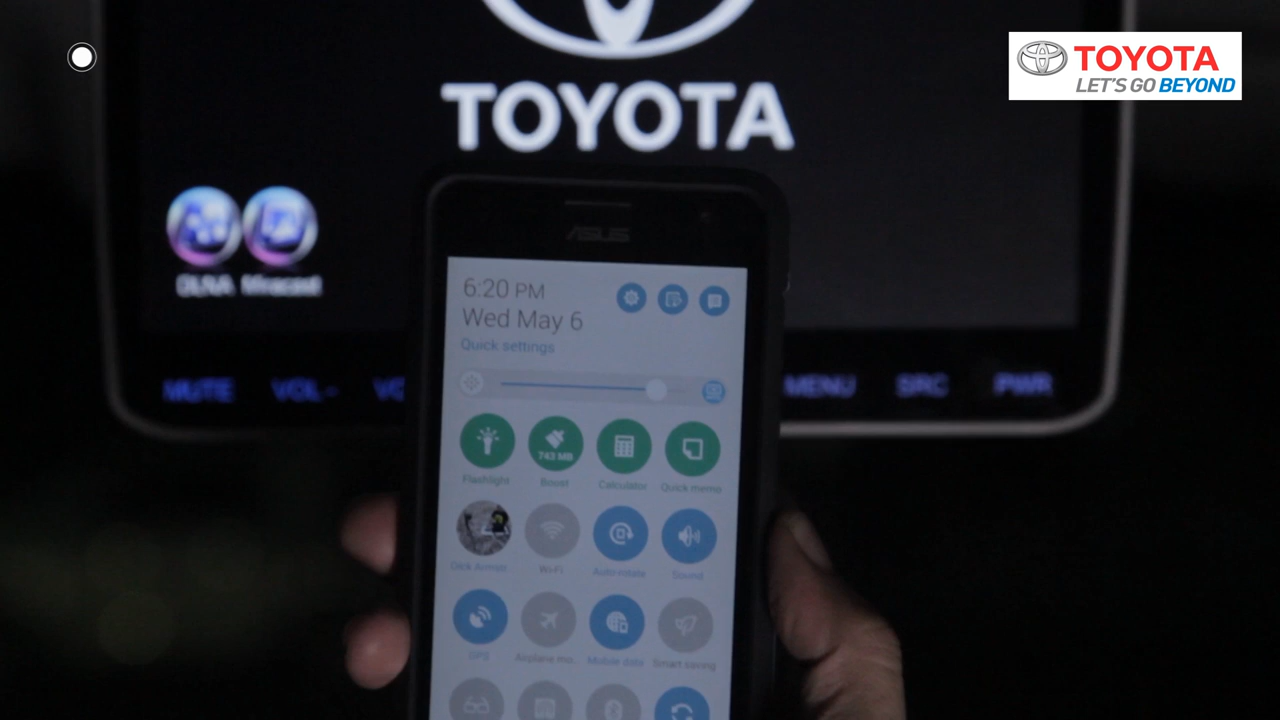 TOYOTA
LET'S GO BEYOND
TOYOTA
DLNA Miracast
ASUS
6:20 PM
Wed May 6
Quick settings
MUTE VOL- MENU SRC PWR
743 MB
Flashlight Boost Calculator Quick memo
Wi-Fi Auto-rotate Sound
GPS Airplane mo... Mobile data Smart saving